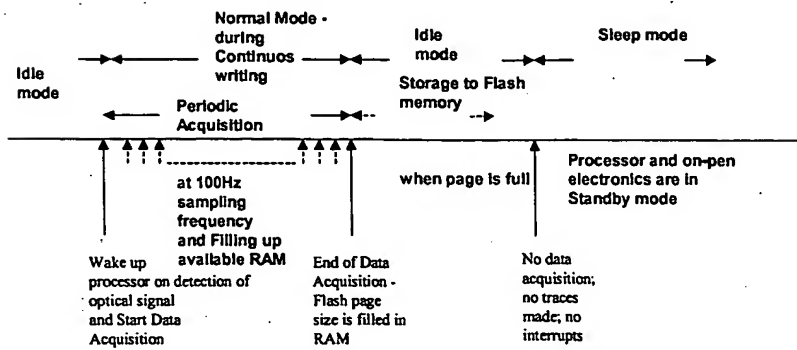 Idle
mode
Normal Mode -
during
Continuos
writing
Idle
mode
Sleep mode
Periodic
Acquisition
Storage to Flash
memory
at 100Hz
sampling
frequency
and Filling up
available RAM
when page is full
Processor and on-pen
electronics are in
Standby mode
Wake up
processor on detection of
optical signal
and Start Data
Acquisition
End of Data
Acquisition -
Flash page
size is filled in
RAM
No data
acquisition;
no traces
made; no
interrupts